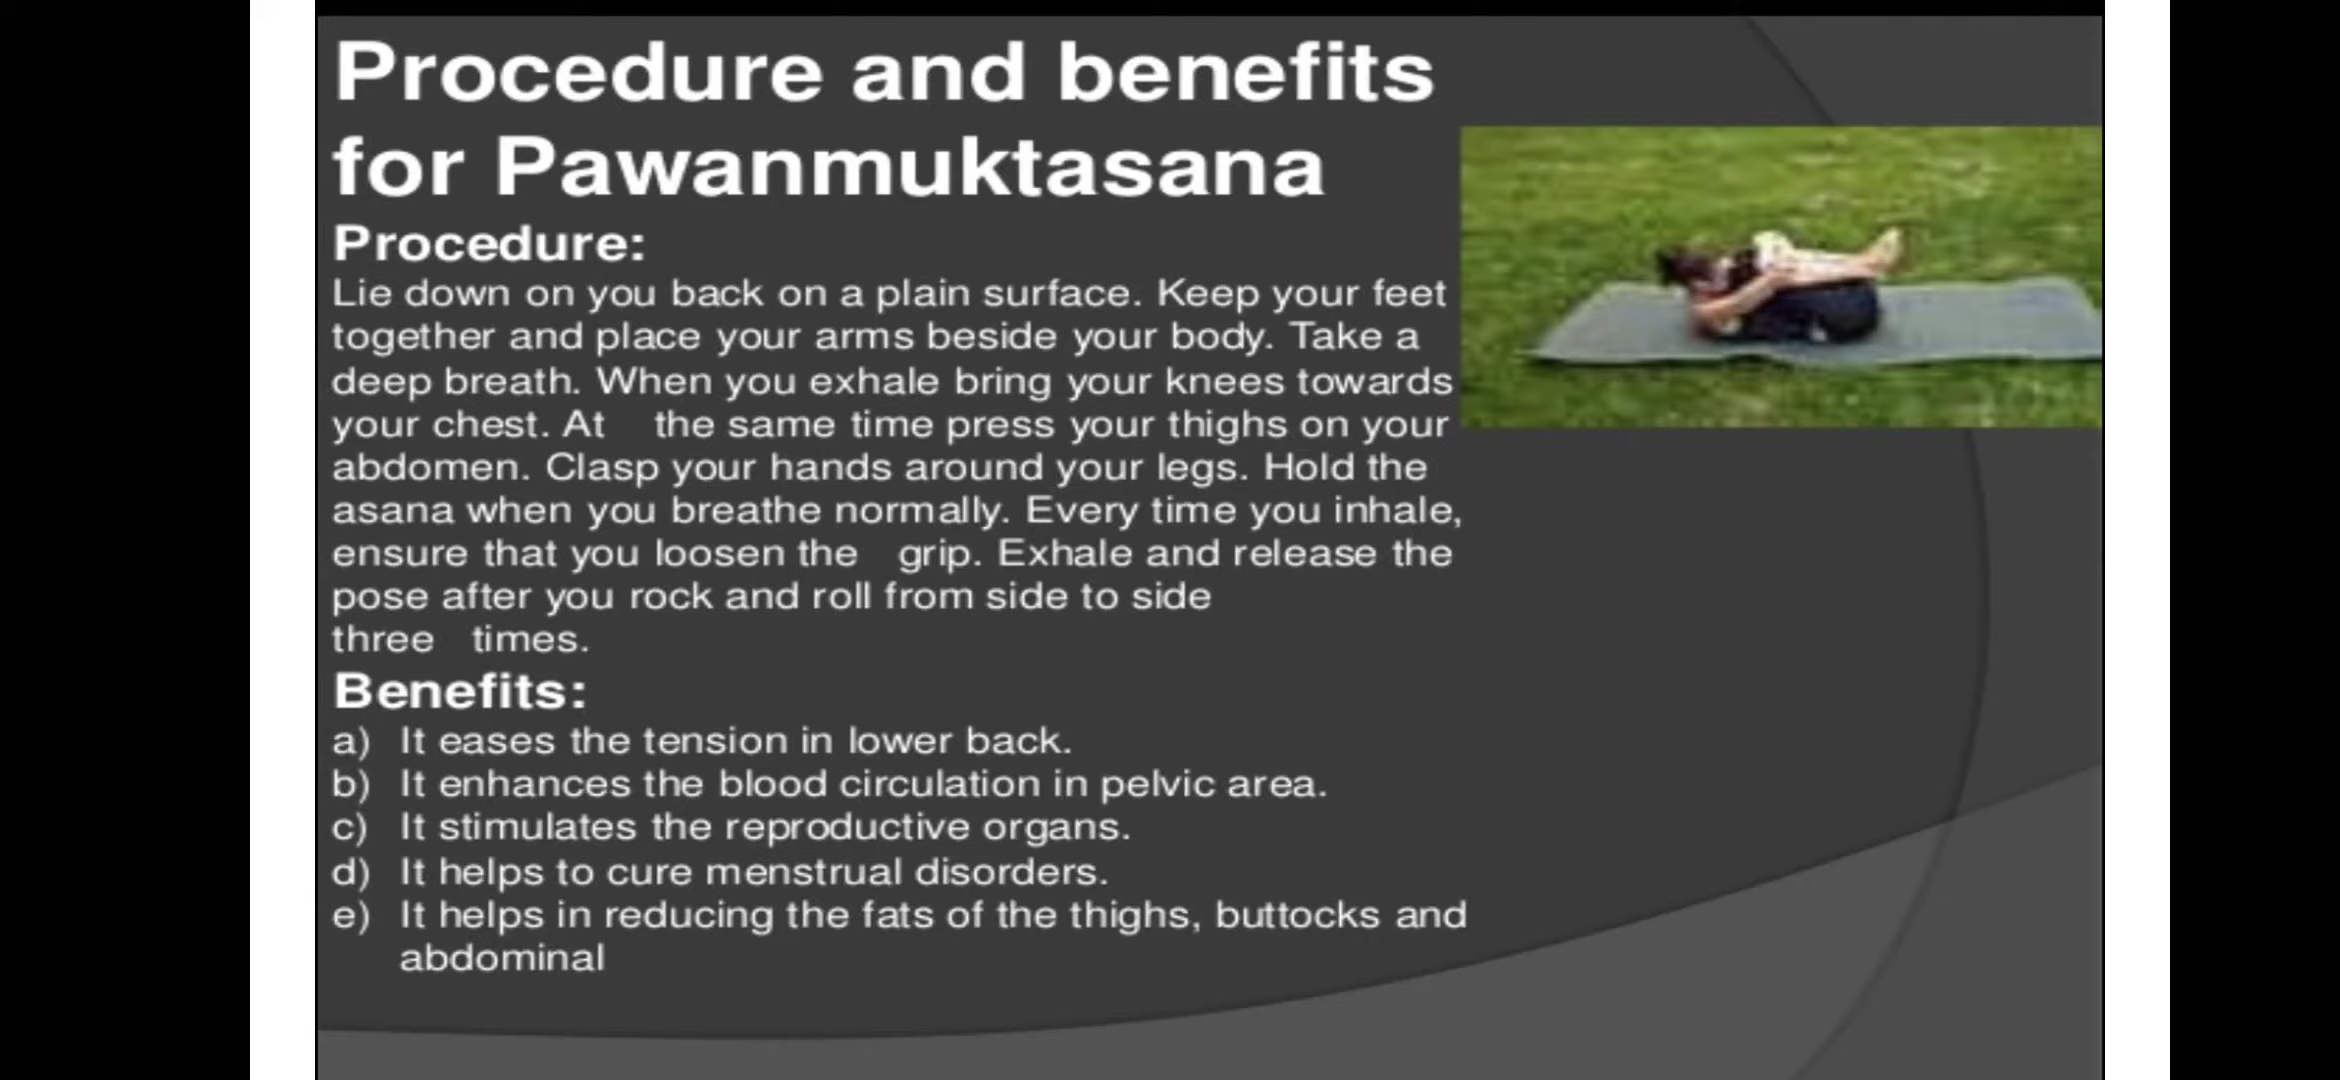 Procedure and benefits
for Pawanmuktasana
Procedure:
Lie down on you back on a plain surface. Keep your feet
together and place your arms beside your body. Take a
deep breath. When you exhale bring your knees towards
your chest. At the same time press your thighs on your
abdomen. Clasp your hands around your legs. Hold the
asana when you breathe normally. Every time you inhale,
ensure that you loosen the grip. Exhale and release the
pose after you rock and roll from side to side
three times.
Benefits:
a) It eases the tension in lower back.
b) It enhances the blood circulation in pelvic area.
c) It stimulates the reproductive organs.
d) It helps to cure menstrual disorders.
e) It helps in reducing the fats of the thighs, buttocks and
abdominal